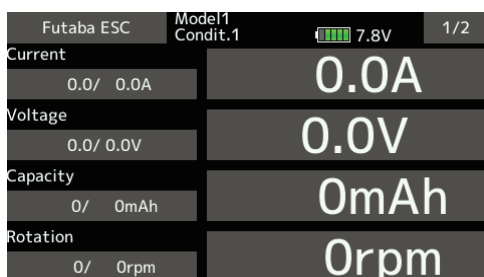 Futaba ESC
Model1
Condit.1
7.8V
1/2
Current
0.0/ 0.0A
0.0A
Voltage
0.0/ 0.0V
0.0V
Capacity
0/ 0mAh
0mAh
Rotation
0/ 0rpm
0rpm